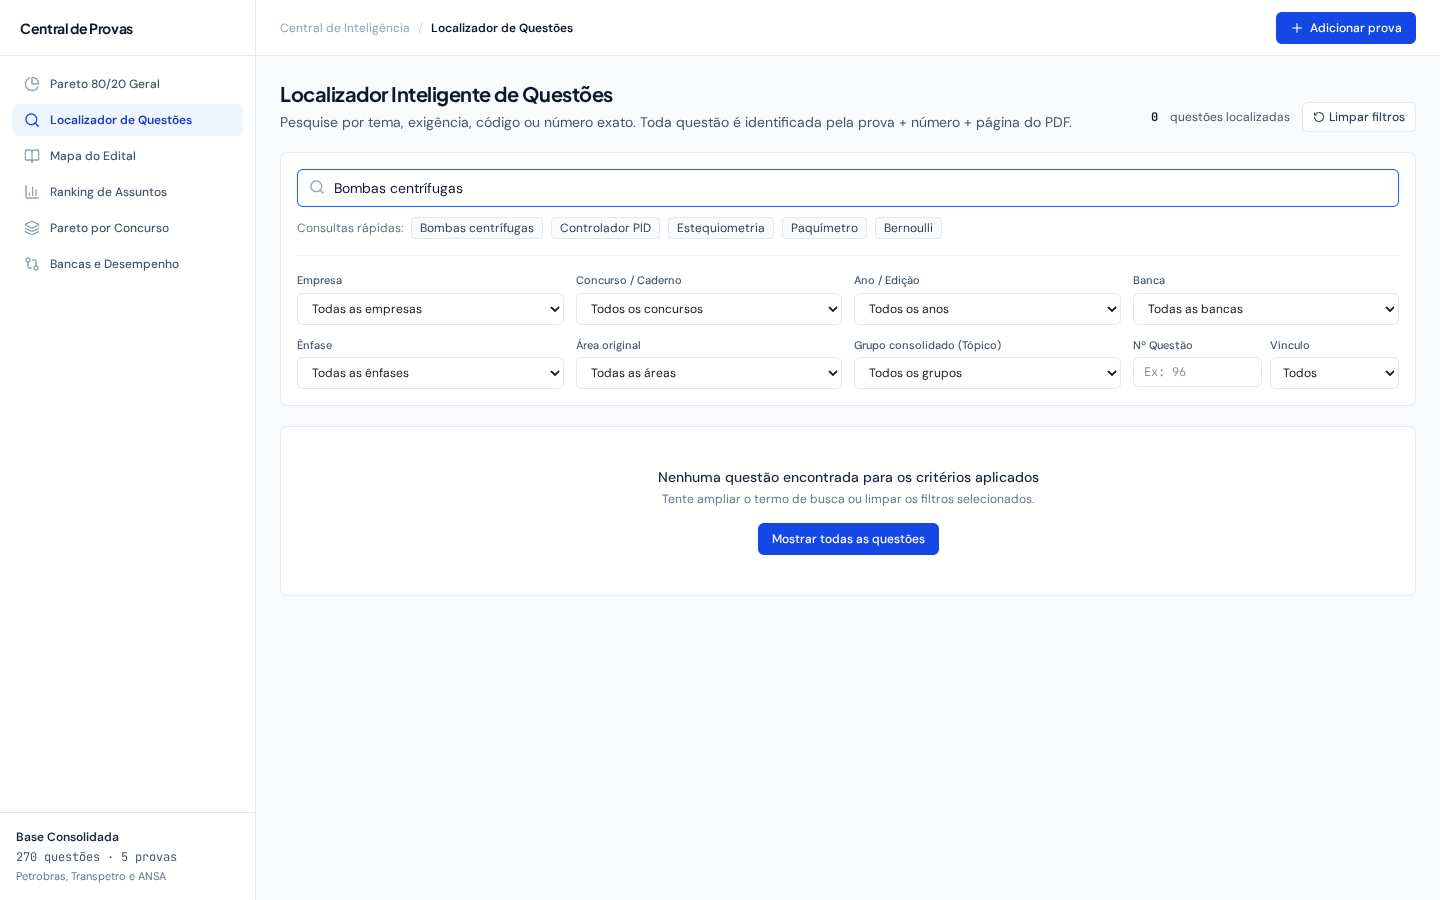 Central de Provas
Central de Inteligência / Localizador de Questões
Adicionar prova
Pareto 80/20 Geral
Localizador de Questões
Mapa do Edital
Ranking de Assuntos
Pareto por Concurso
Bancas e Desempenho
Localizador Inteligente de Questões
Pesquise por tema, exigência, código ou número exato. Toda questão é identificada pela prova + número + página do PDF.
0 questões localizadas
Limpar filtros
Bombas centrífugas
Consultas rápidas: Bombas centrífugas Controlador PID Estequiometria Paquímetro Bernoulli
Empresa Concurso / Caderno Ano / Edição Banca
Todas as empresas Todos os concursos Todos os anos Todas as bancas
Ênfase Área original Grupo consolidado (Tópico) Nº Questão Vínculo
Todas as ênfases Todas as áreas Todos os grupos Ex: 96 Todos
Nenhuma questão encontrada para os critérios aplicados
Tente ampliar o termo de busca ou limpar os filtros selecionados.
Mostrar todas as questões
Base Consolidada
270 questões · 5 provas
Petrobras, Transpetro e ANSA